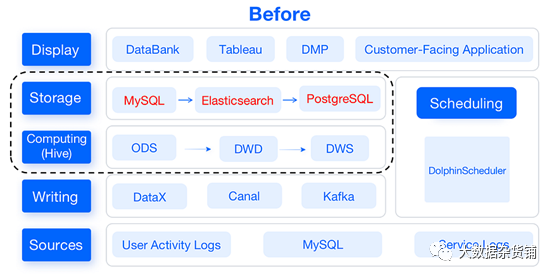 Before
Display
DataBank
Tableau
DMP
Customer-Facing Application
Storage
MySQL
Elasticsearch
PostgreSQL
Scheduling
Computing
(Hive)
ODS
DWD
DWS
DolphinScheduler
Writing
DataX
Canal
Kafka
Sources
User Activity Logs
MySQL
Service Logs
大数据杂货铺